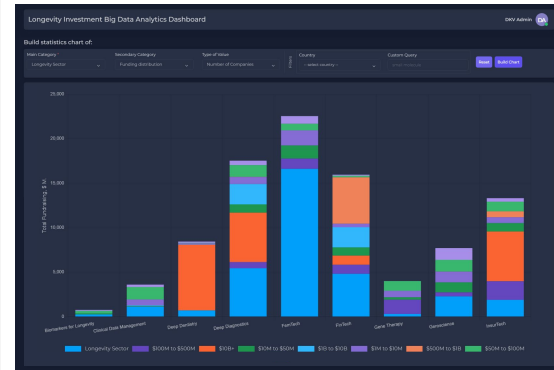 Longevity Investment Big Data Analytics Dashboard
DKV Admin
DA
Build statistics chart of:
Main Category
Secondary Category
Type of Value
Filters
Country
Custom Query
Longevity Sector
Funding distribution
Number of Companies
-- select country --
Reset
Build Chart
25,000
20,000
15,000
10,000
5,000
0
Total Fundraising, $ M
Biomarkers for Longevity
Clinical Data Management
Deep Dentistry
Deep Diagnostics
FemTech
FinTech
Gene Therapy
Geroscience
InsurTech
Longevity Sector
$100M to $500M
$10B+
$10M to $50M
$1B to $10B
$1M to $10M
$500M to $1B
$50M to $100M